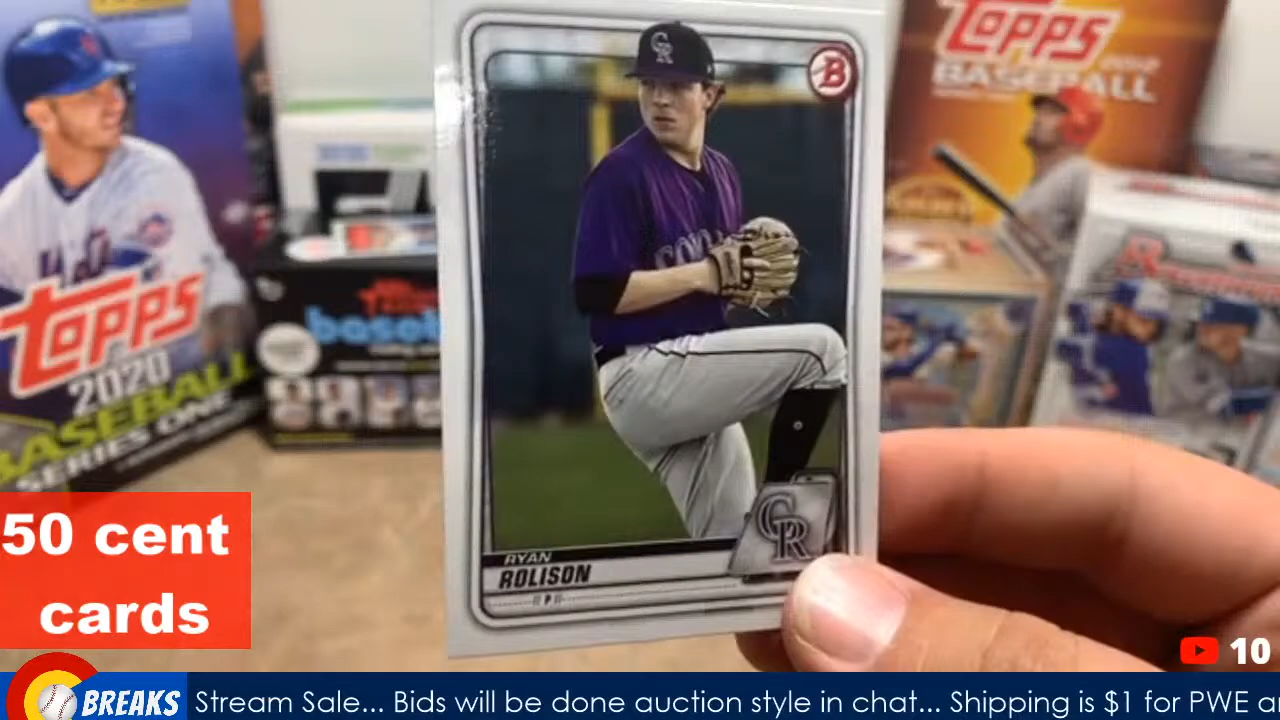 TOPPS
2020
BASEBALL
SERIES ONE
CR
B
RYAN
ROLISON
P
CR
TOPPS
BASEBALL
50 cent
cards
10
BREAKS
Stream Sale... Bids will be done auction style in chat... Shipping is $1 for PWE a